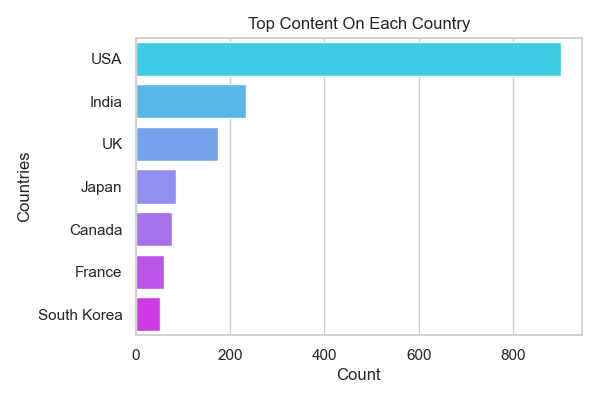 Top Content On Each Country
Countries
USA
India
UK
Japan
Canada
France
South Korea
0 200 400 600 800
Count